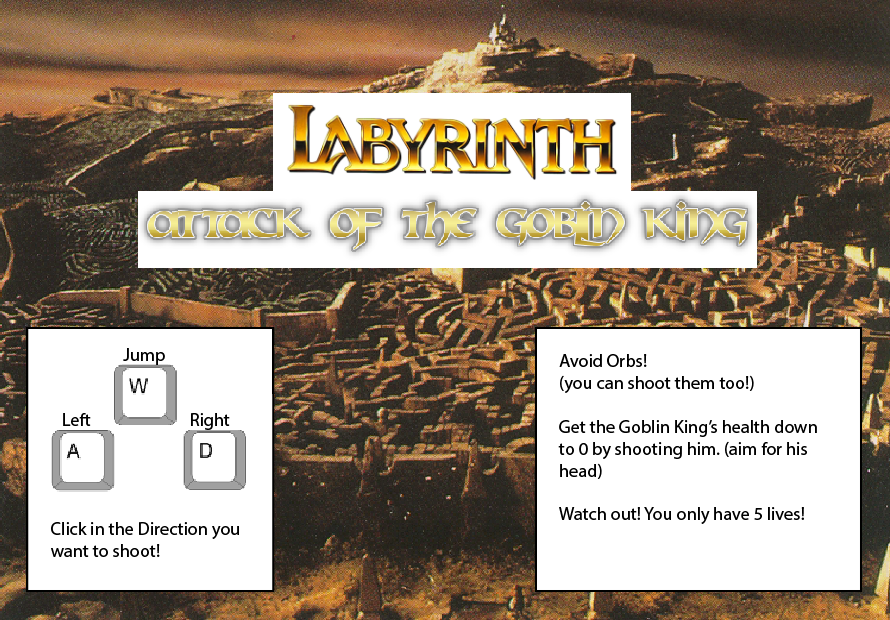 LABYRINTH
ATTACK OF THE GOBLIN KING
Jump
W
Left
Right
A
D
Click in the Direction you
want to shoot!
Avoid Orbs!
(you can shoot them too!)
Get the Goblin King's health down
to 0 by shooting him. (aim for his
head)
Watch out! You only have 5 lives!